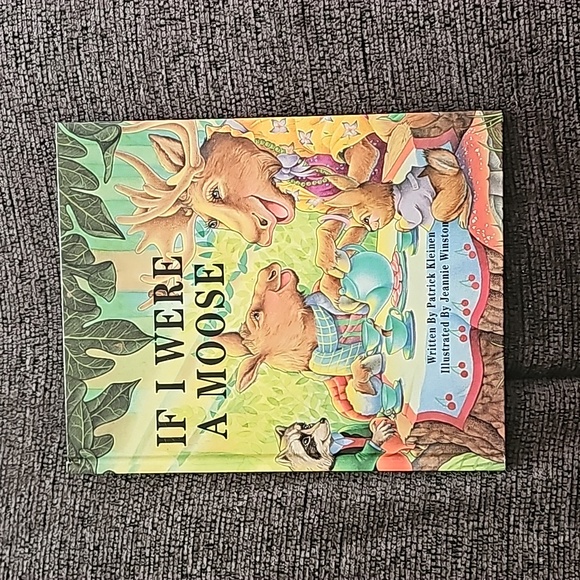 IF I WERE
A MOOSE
Written By Patrick Kleinen
Illustrated By Jeannie Winston